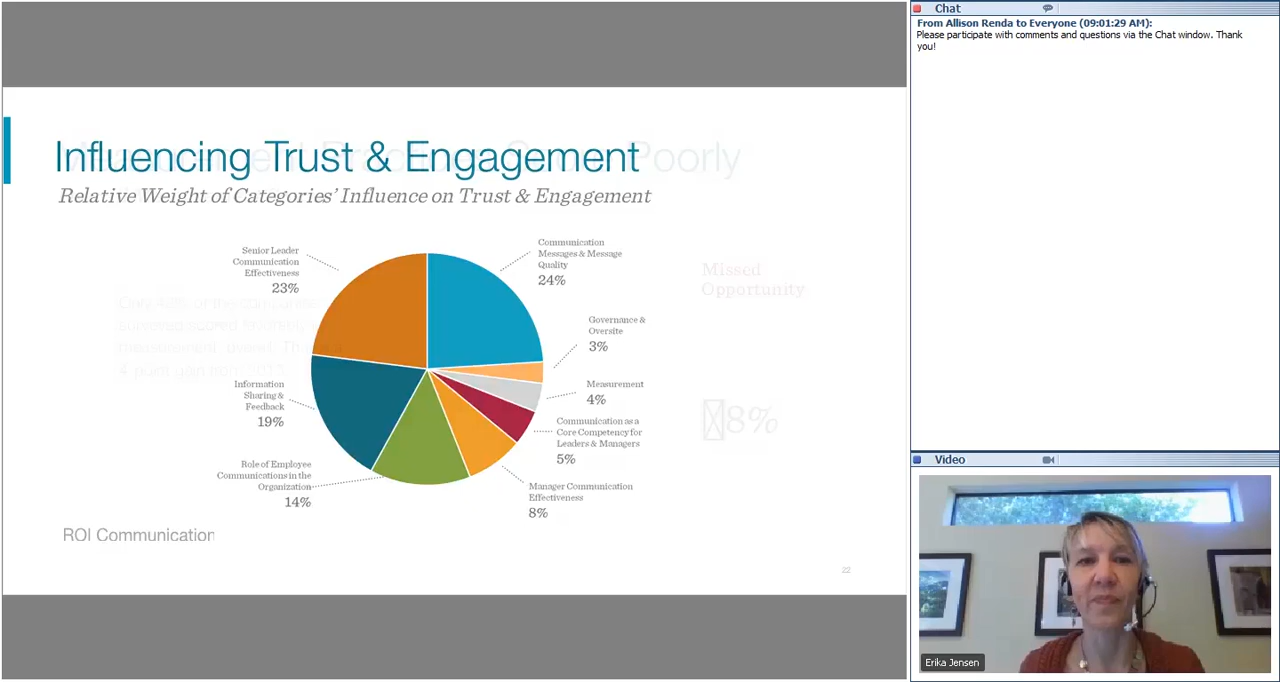 Influencing Trust & Engagement
Poorly
Relative Weight of Categories' Influence on Trust & Engagement
Senior Leader
Communication
Effectiveness
23%
Communication
Messages & Message
Quality
24%
Missed
Opportunity
Governance &
Oversite
3%
Information
Sharing &
Feedback
19%
Measurement
4%
Communication as a
Core Competency for
Leaders & Managers
5%
8%
Role of Employee
Communications in the
Organization
14%
Manager Communication
Effectiveness
8%
ROI Communication
22
Chat
From Allison Renda to Everyone (09:01:29 AM):
Please participate with comments and questions via the Chat window. Thank
you!
Video
Erika Jensen